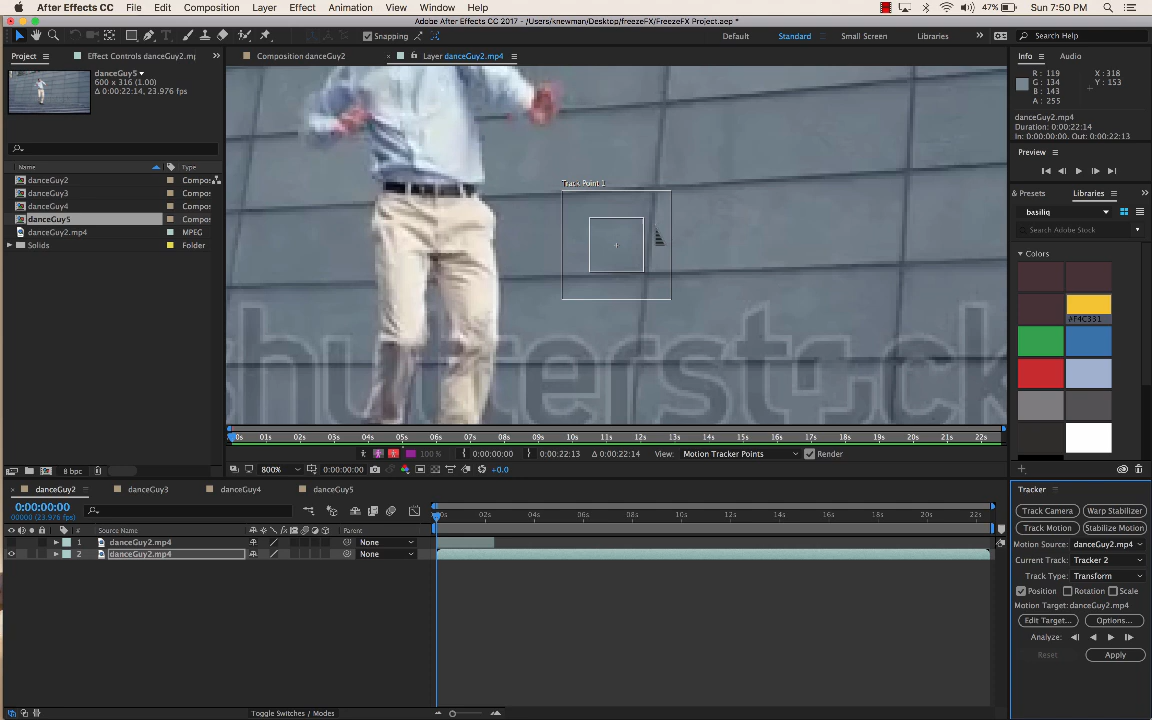 After Effects CC File Edit Composition Layer Effect Animation View Window Help 47% Sun 7:50 PM
Adobe After Effects CC 2017 - /Users/knewman/Desktop/freezeFX/FreezeFX Project.aep *
Snapping Default Standard Small Screen Libraries Search Help
Project Effect Controls danceGuy2.m Composition danceGuy2 Layer danceGuy2.mp4 Info Audio
danceGuy5
600 x 316 (1.00)
Δ 0:00:22:14, 23.976 fps
R: 119 X: 318
G: 134 Y: 153
B: 143
A: 255
danceGuy2.mp4
Duration: 0:00:22:14
In: 0:00:00:00, Out: 0:00:22:13
Preview
Name Type
danceGuy2 Compos
danceGuy3 Compos
danceGuy4 Compos
danceGuy5 Compos
danceGuy2.mp4 MPEG
Solids Folder
Track Point 1
shutterstock
& Presets Libraries
basiliq
Search Adobe Stock
Colors
#F4C331
00s 01s 02s 03s 04s 05s 06s 07s 08s 09s 10s 11s 12s 13s 14s 15s 16s 17s 18s 19s 20s 21s 22s
100 % 0:00:00:00 0:00:22:13 Δ 0:00:22:14 View: Motion Tracker Points Render
8 bpc 800% 0:00:00:00 +0.0
danceGuy2 danceGuy3 danceGuy4 danceGuy5
0:00:00:00
00000 (23.976 fps)
00s 02s 04s 06s 08s 10s 12s 14s 16s 18s 20s 22s
# Source Name Parent
1 danceGuy2.mp4 None
2 danceGuy2.mp4 None
Toggle Switches / Modes
Tracker
Track Camera Warp Stabilizer
Track Motion Stabilize Motion
Motion Source: danceGuy2.mp4
Current Track: Tracker 2
Track Type: Transform
Position Rotation Scale
Motion Target: danceGuy2.mp4
Edit Target... Options...
Analyze:
Reset Apply